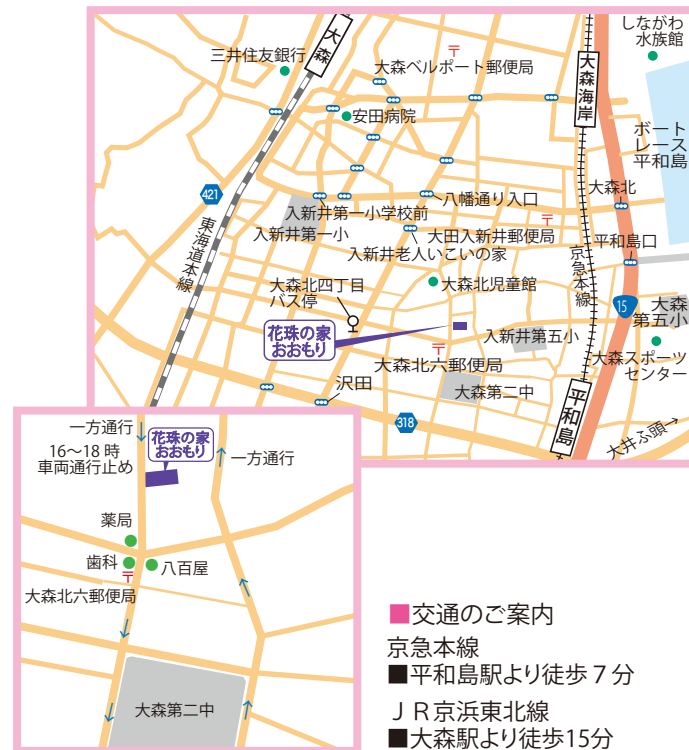 しながわ
水族館
大森
三井住友銀行
〒
大森ベルポート郵便局
大森海岸
安田病院
ボート
レース
平和島
421
大森北
八幡通り入口
入新井第一小学校前
〒
東海道本線
入新井第一小
大田入新井郵便局
入新井老人いこいの家
京急本線
平和島口
大森北四丁目
バス停
大森北児童館
15
大森
第五小
花珠の家
おおもり
入新井第五小
〒
大森北六郵便局
大森スポーツ
センター
沢田
大森第二中
平和島
318
大井ふ頭→
一方通行
16〜18時
車両通行止め
花珠の家
おおもり
一方通行
薬局
歯科
八百屋
〒
大森北六郵便局
大森第二中
■交通のご案内
京急本線
■平和島駅より徒歩７分
ＪＲ京浜東北線
■大森駅より徒歩15分